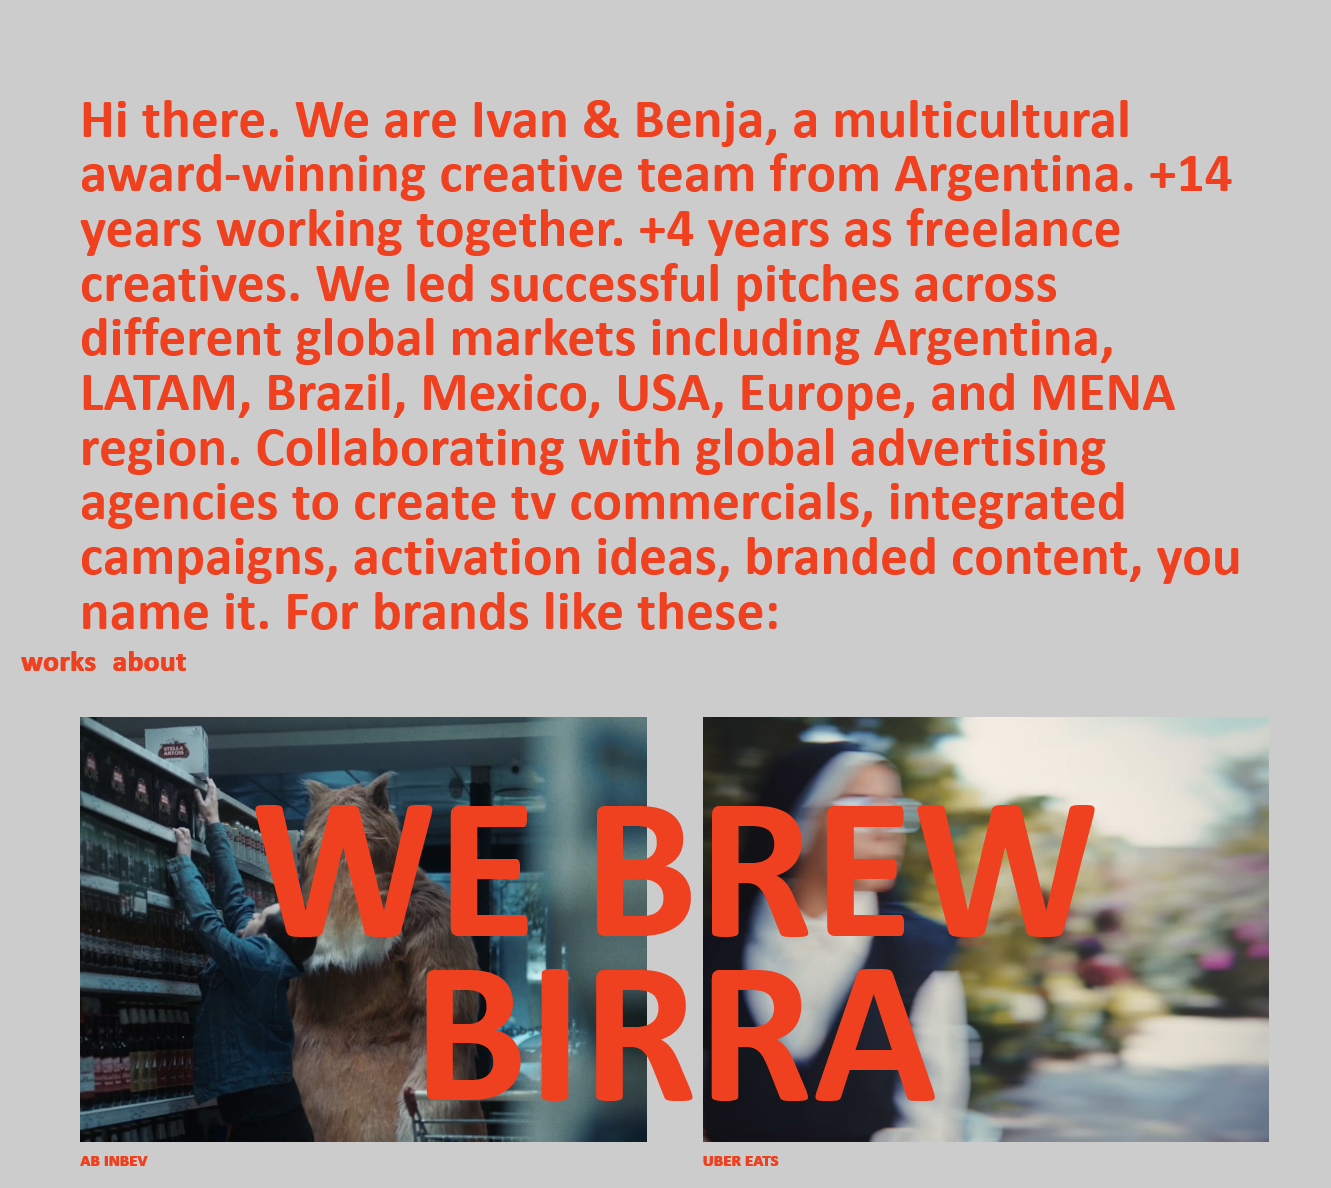 Hi there. We are Ivan & Benja, a multicultural
award-winning creative team from Argentina. +14
years working together. +4 years as freelance
creatives. We led successful pitches across
different global markets including Argentina,
LATAM, Brazil, Mexico, USA, Europe, and MENA
region. Collaborating with global advertising
agencies to create tv commercials, integrated
campaigns, activation ideas, branded content, you
name it. For brands like these:
works about
STELLA
ARTOIS
WE BREW
BIRRA
AB INBEV
UBER EATS